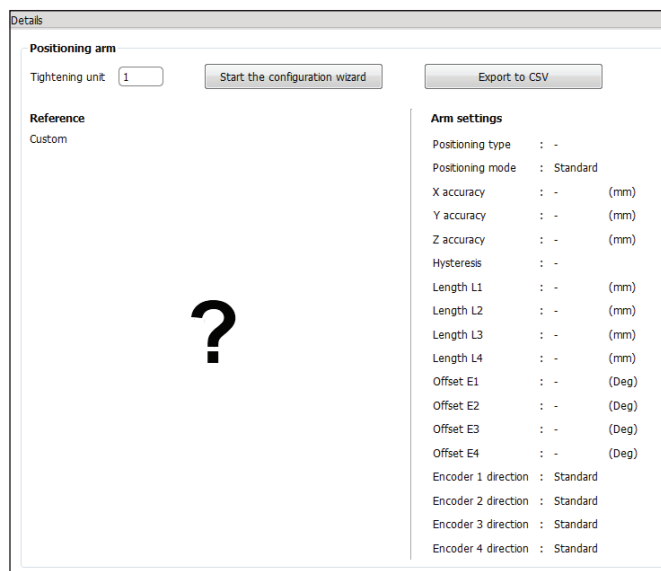 Details
Positioning arm
Tightening unit 1 Start the configuration wizard Export to CSV
Reference
Custom
?
Arm settings
Positioning type : -
Positioning mode : Standard
X accuracy : - (mm)
Y accuracy : - (mm)
Z accuracy : - (mm)
Hysteresis : -
Length L1 : - (mm)
Length L2 : - (mm)
Length L3 : - (mm)
Length L4 : - (mm)
Offset E1 : - (Deg)
Offset E2 : - (Deg)
Offset E3 : - (Deg)
Offset E4 : - (Deg)
Encoder 1 direction : Standard
Encoder 2 direction : Standard
Encoder 3 direction : Standard
Encoder 4 direction : Standard